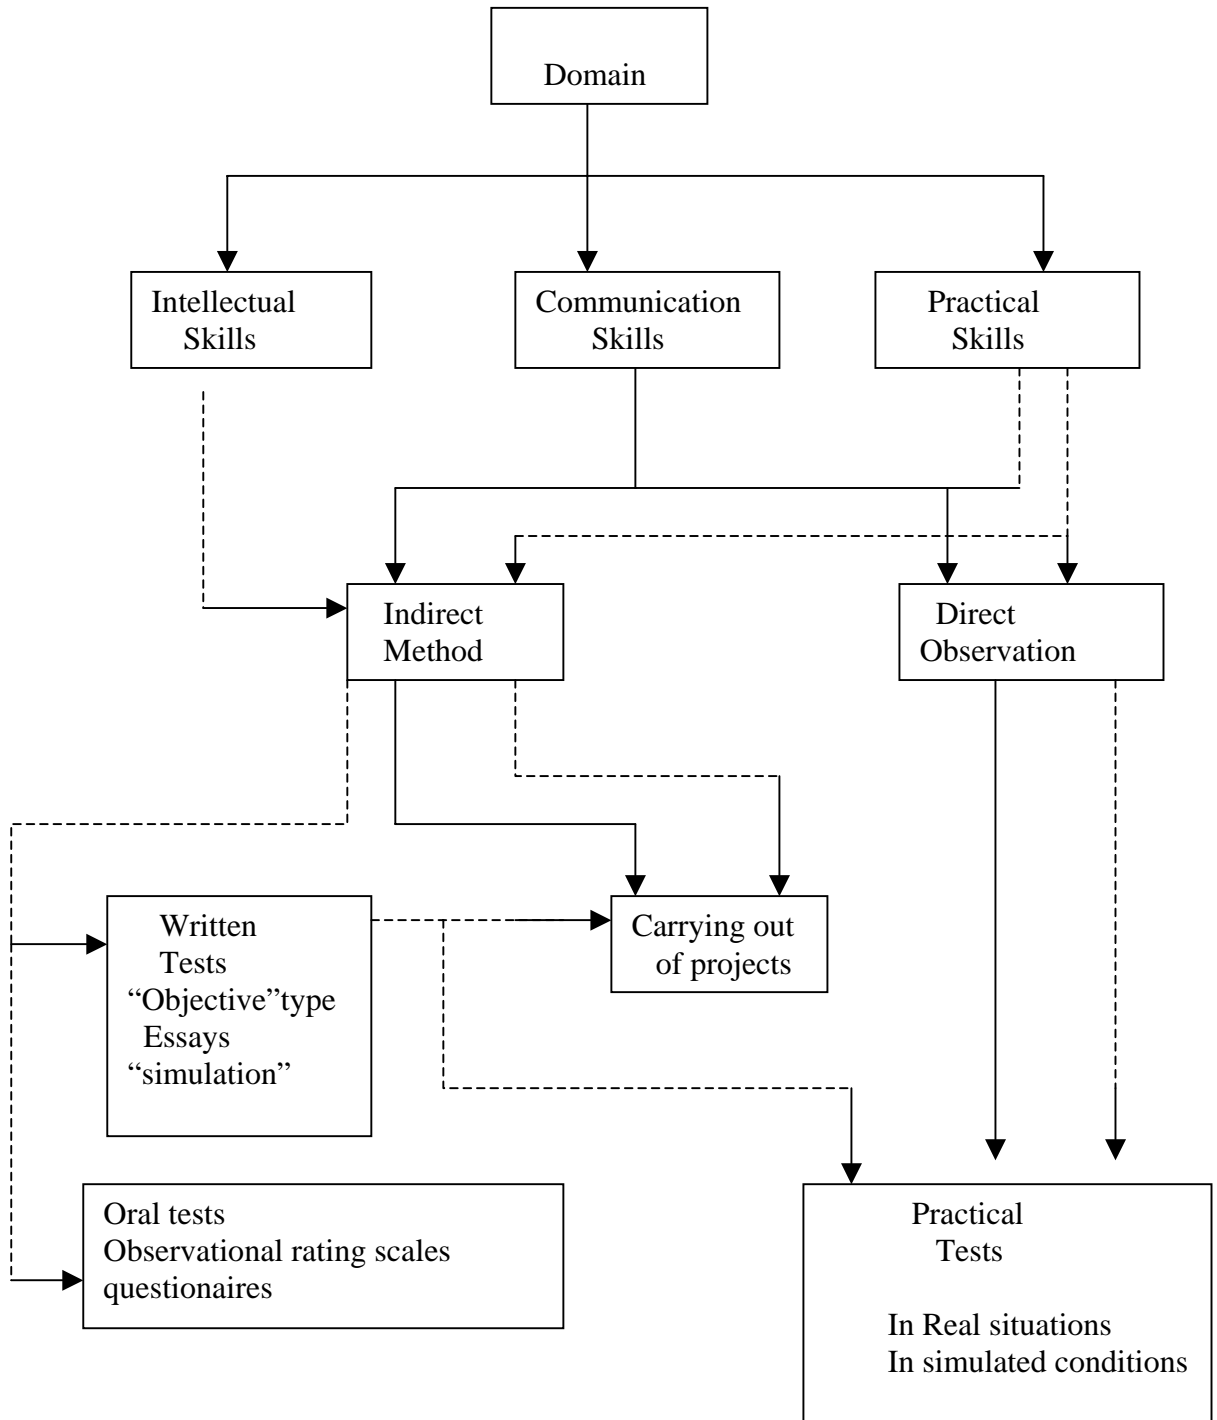 Domain
Intellectual
Skills
Communication
Skills
Practical
Skills
Indirect
Method
Direct
Observation
Written
Tests
“Objective”type
Essays
“simulation”
Carrying out
of projects
Oral tests
Observational rating scales
questionaires
Practical
Tests
In Real situations
In simulated conditions